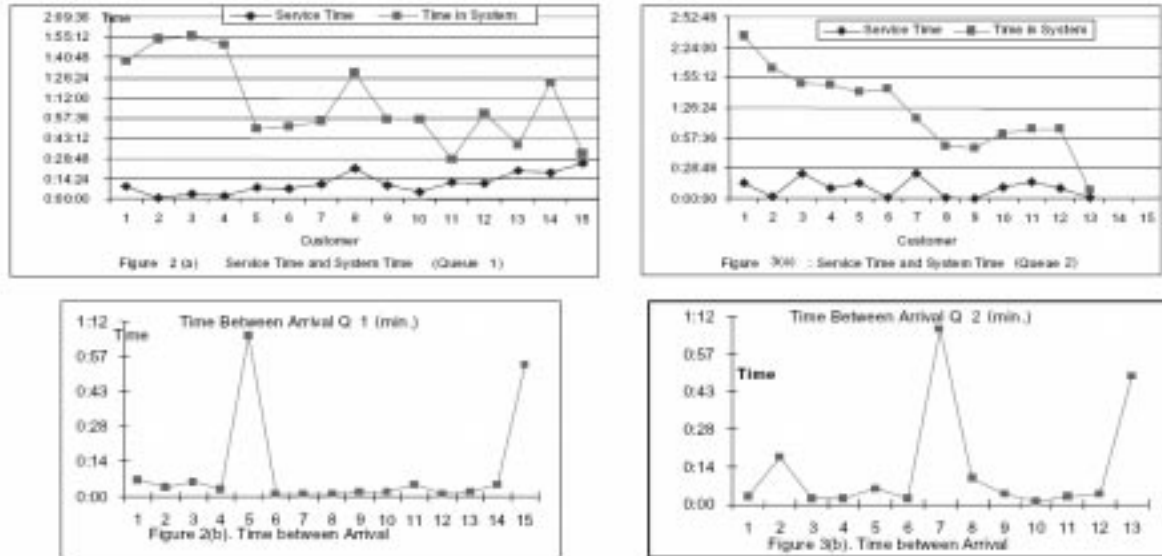 Time
Service Time
Time in System
2:09:36
1:55:12
1:40:48
1:26:24
1:12:00
0:57:36
0:43:12
0:28:48
0:14:24
0:00:00
1 2 3 4 5 6 7 8 9 10 11 12 13 14 15
Customer
Figure 2 (a) Service Time and System Time (Queue 1)
Service Time
Time in System
2:52:48
2:24:00
1:55:12
1:26:24
0:57:36
0:28:48
0:00:00
1 2 3 4 5 6 7 8 9 10 11 12 13 14 15
Customer
Figure 3(a) : Service Time and System Time (Queue 2)
Time Between Arrival Q 1 (min.)
Time
1:12
0:57
0:43
0:28
0:14
0:00
1 2 3 4 5 6 7 8 9 10 11 12 13 14 15
Figure 2(b). Time between Arrival
Time Between Arrival Q 2 (min.)
Time
1:12
0:57
0:43
0:28
0:14
0:00
1 2 3 4 5 6 7 8 9 10 11 12 13
Figure 3(b). Time between Arrival